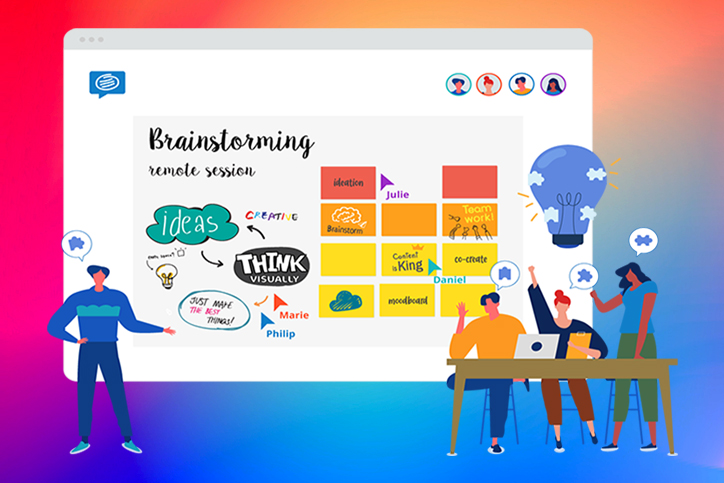 Brainstorming
remote session
ideas
CREATIVE
THINK
VISUALLY
JUST MAKE
THE BEST
THINGS!
Marie
Philip
ideation
Julie
Brainstorm
Team
work!
Content
is King
co-create
Daniel
moodboard